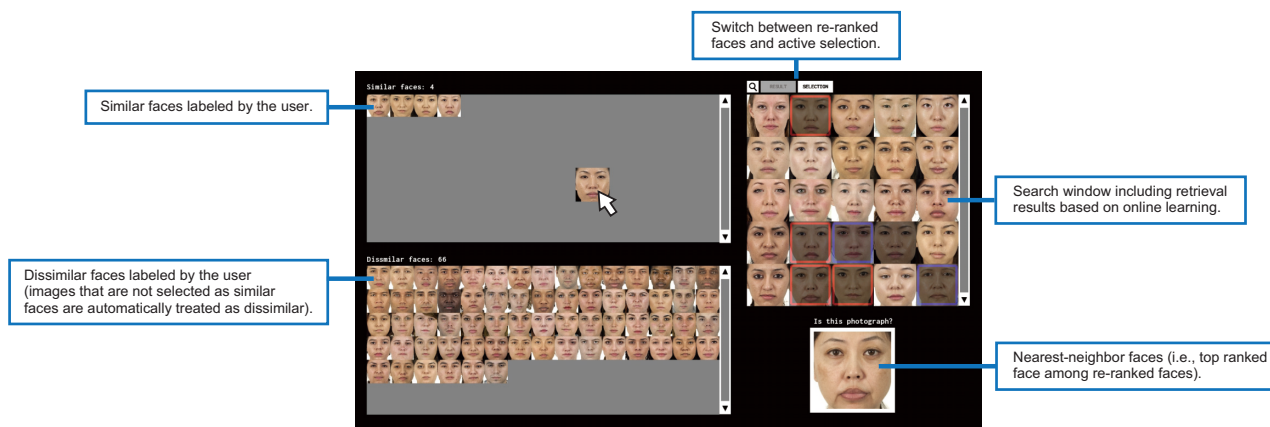 Switch between re-ranked
faces and active selection.
Similar faces labeled by the user.
Similar faces: 4
RESULT
SELECTION
Search window including retrieval
results based on online learning.
Dissimilar faces labeled by the user
(images that are not selected as similar
faces are automatically treated as dissimilar).
Dissmilar faces: 66
Is this photograph?
Nearest-neighbor faces (i.e., top ranked
face among re-ranked faces).